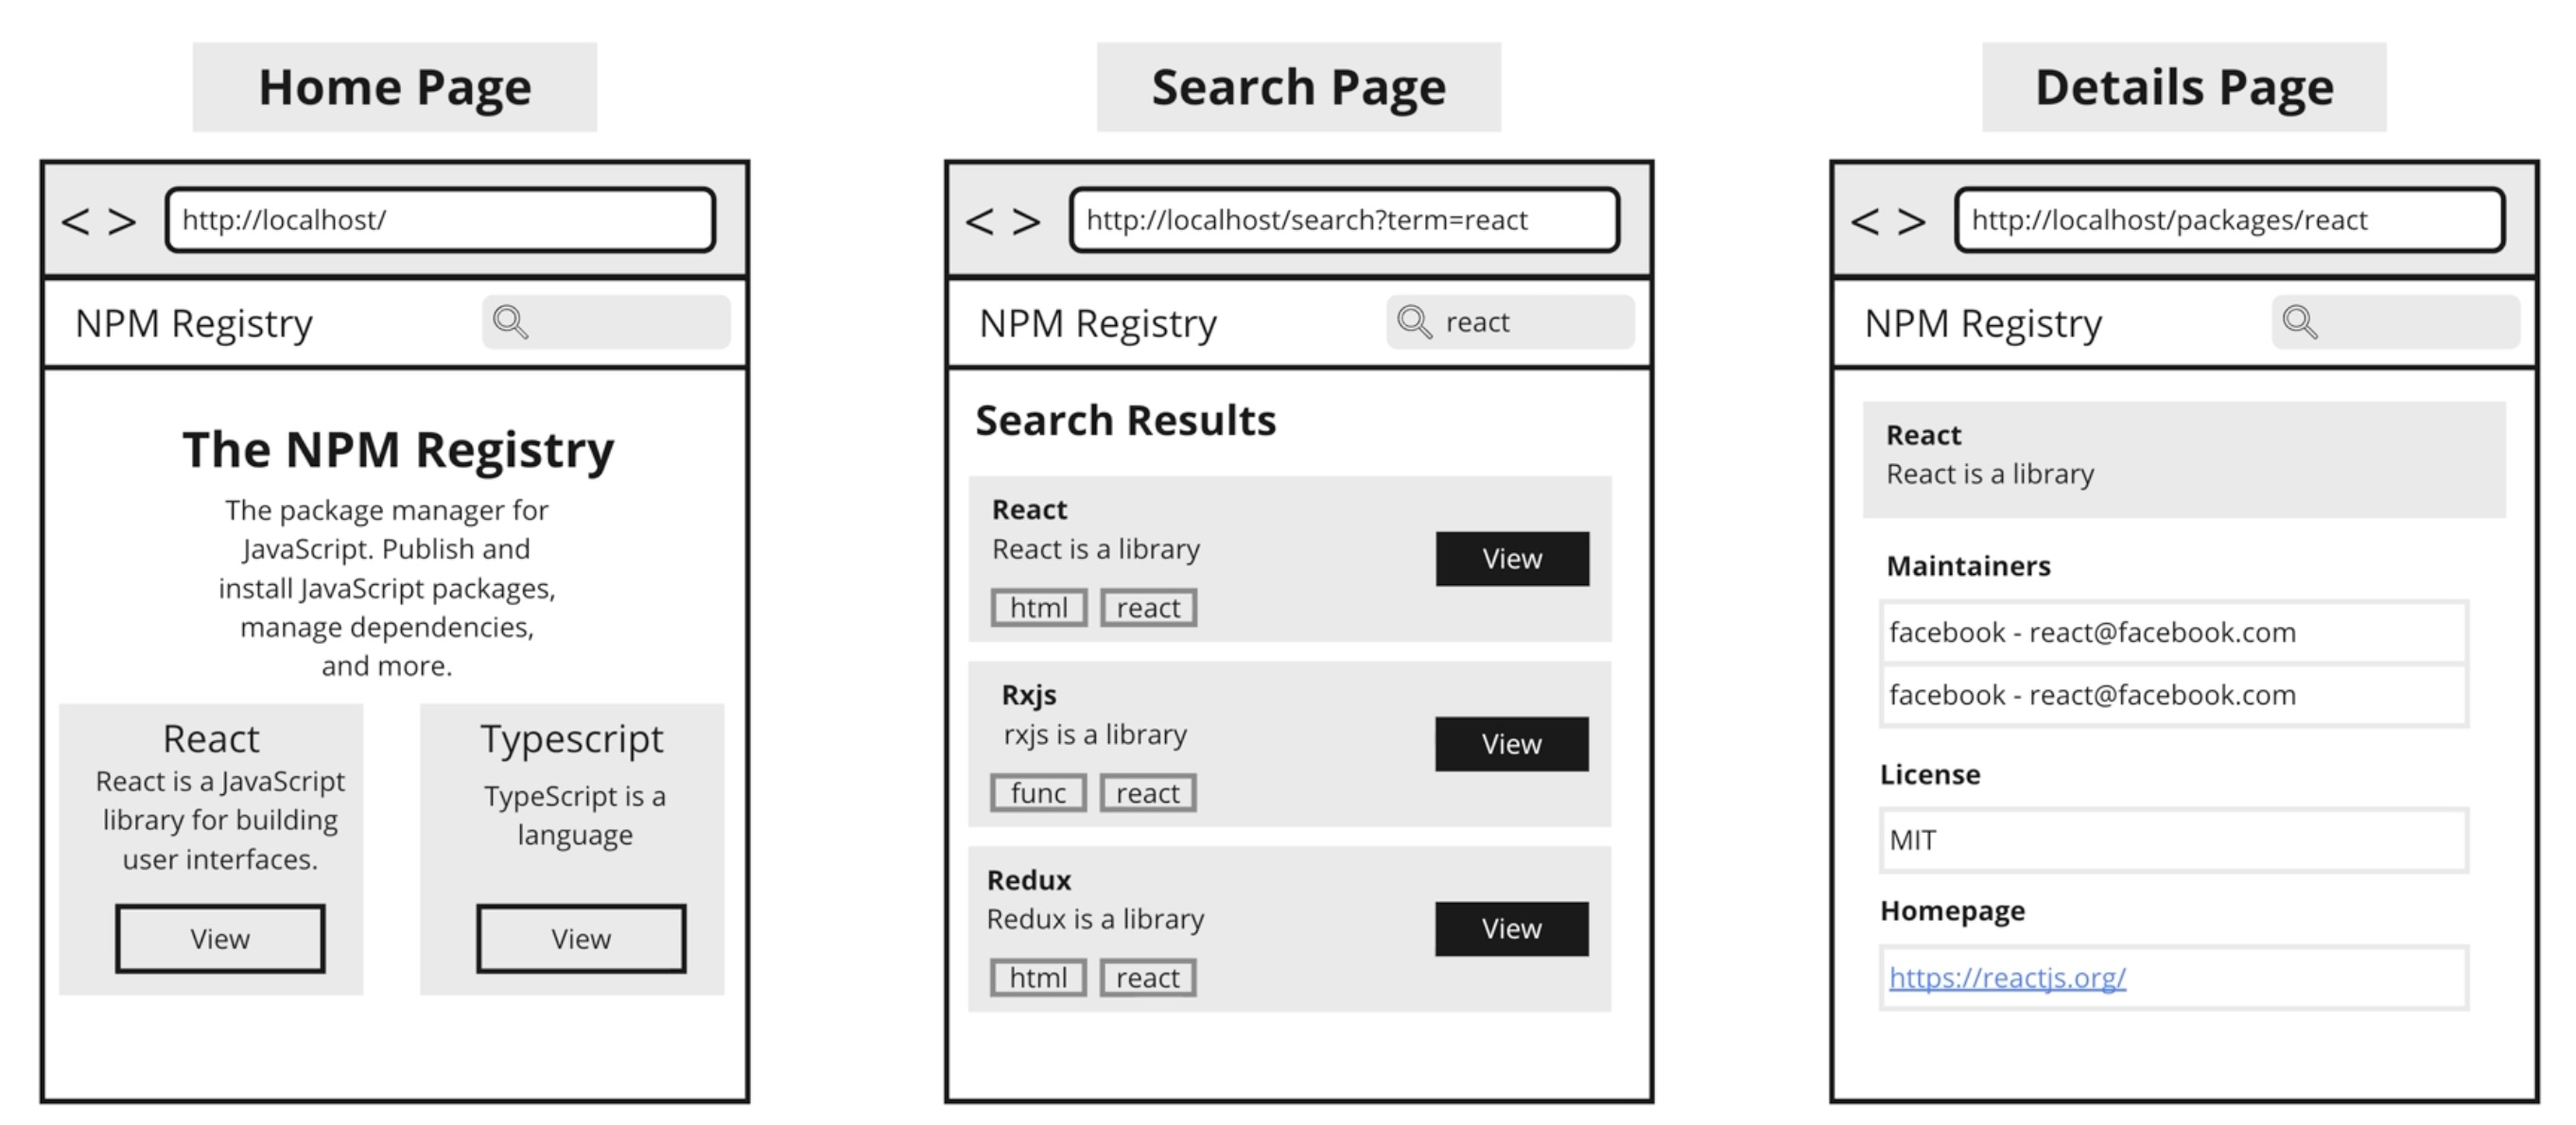 Home Page
http://localhost/
NPM Registry
The NPM Registry
The package manager for
JavaScript. Publish and
install JavaScript packages,
manage dependencies,
and more.
React
React is a JavaScript
library for building
user interfaces.
View
Typescript
TypeScript is a
language
View
Search Page
http://localhost/search?term=react
NPM Registry
react
Search Results
React
React is a library
html
react
View
Rxjs
rxjs is a library
func
react
View
Redux
Redux is a library
html
react
View
Details Page
http://localhost/packages/react
NPM Registry
React
React is a library
Maintainers
facebook - react@facebook.com
facebook - react@facebook.com
License
MIT
Homepage
https://reactjs.org/